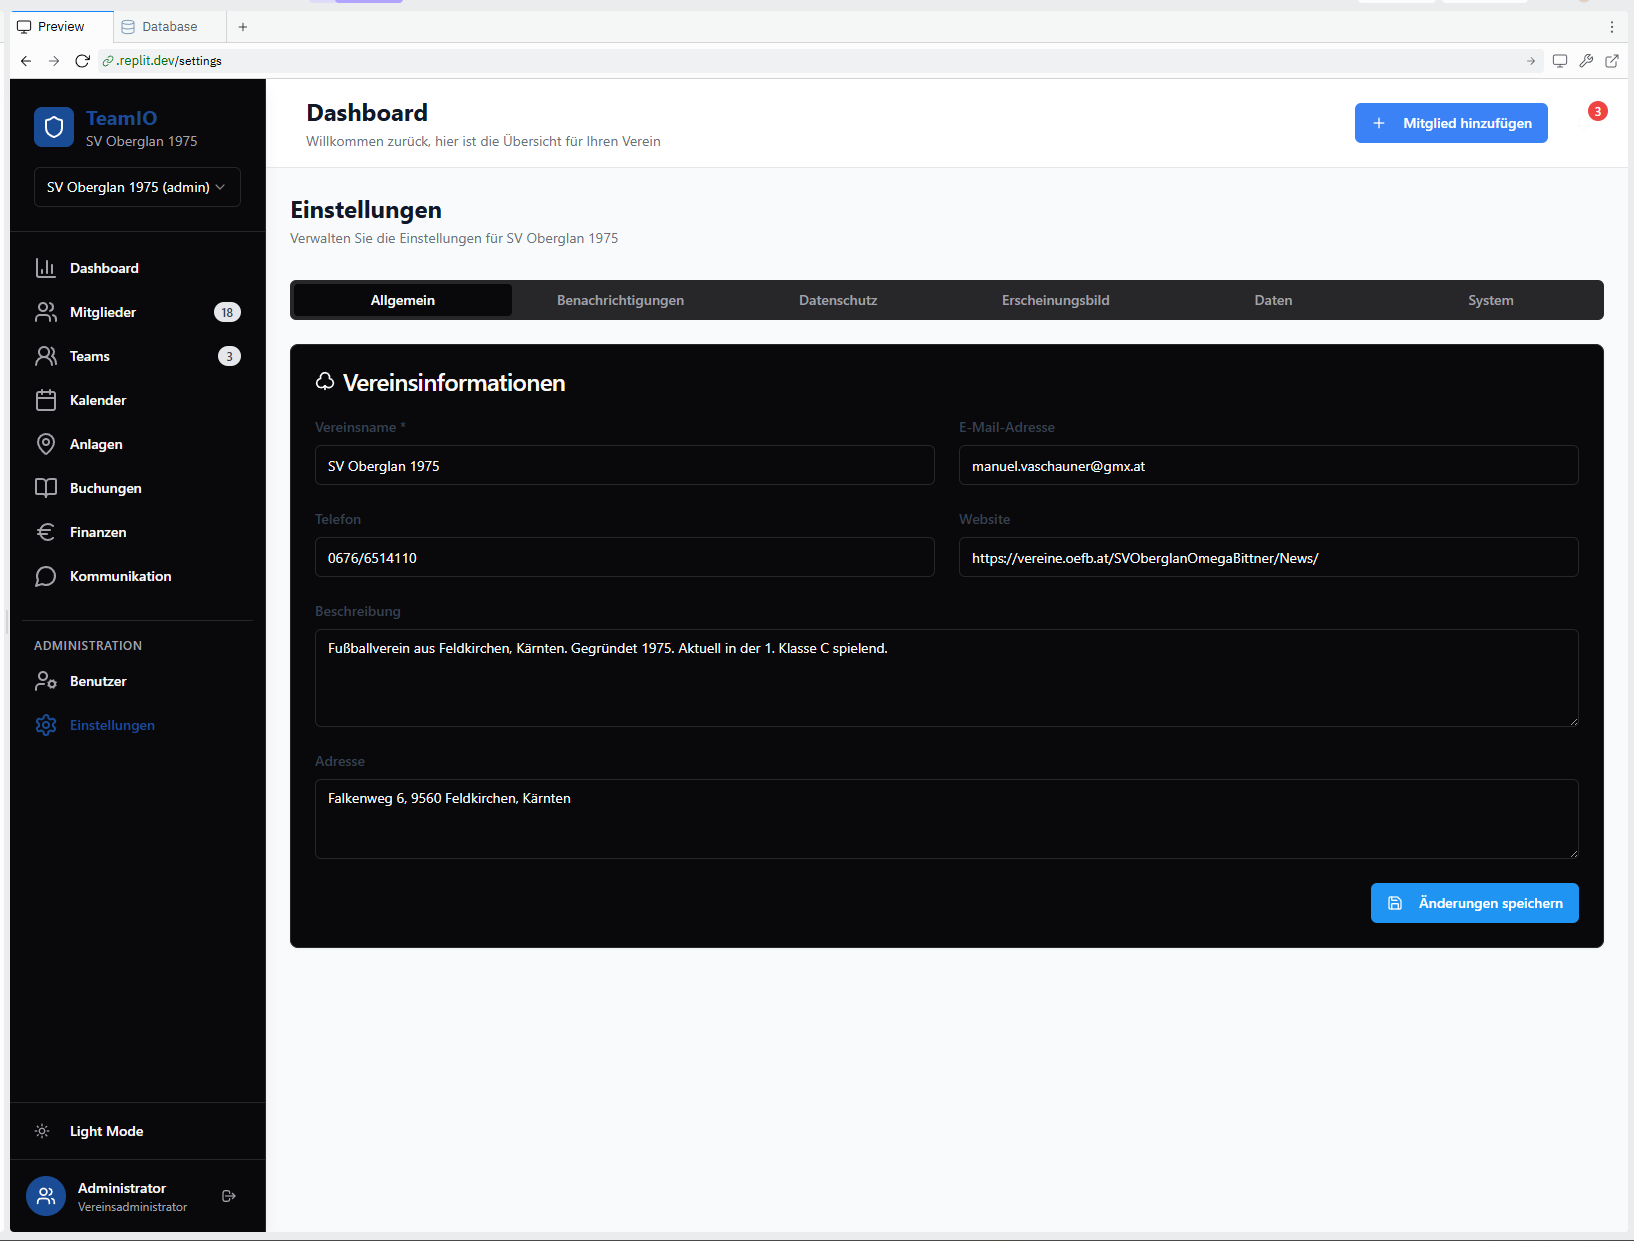 Preview
Database
.replit.dev/settings
TeamIO
SV Oberglan 1975
SV Oberglan 1975 (admin)
Dashboard
Mitglieder 18
Teams 3
Kalender
Anlagen
Buchungen
Finanzen
Kommunikation
ADMINISTRATION
Benutzer
Einstellungen
Light Mode
Administrator
Vereinsadministrator
Dashboard
Willkommen zurück, hier ist die Übersicht für Ihren Verein
Mitglied hinzufügen
3
Einstellungen
Verwalten Sie die Einstellungen für SV Oberglan 1975
Allgemein Benachrichtigungen Datenschutz Erscheinungsbild Daten System
Vereinsinformationen
Vereinsname *
SV Oberglan 1975
E-Mail-Adresse
manuel.vaschauner@gmx.at
Telefon
0676/6514110
Website
https://vereine.oefb.at/SVOberglanOmegaBittner/News/
Beschreibung
Fußballverein aus Feldkirchen, Kärnten. Gegründet 1975. Aktuell in der 1. Klasse C spielend.
Adresse
Falkenweg 6, 9560 Feldkirchen, Kärnten
Änderungen speichern